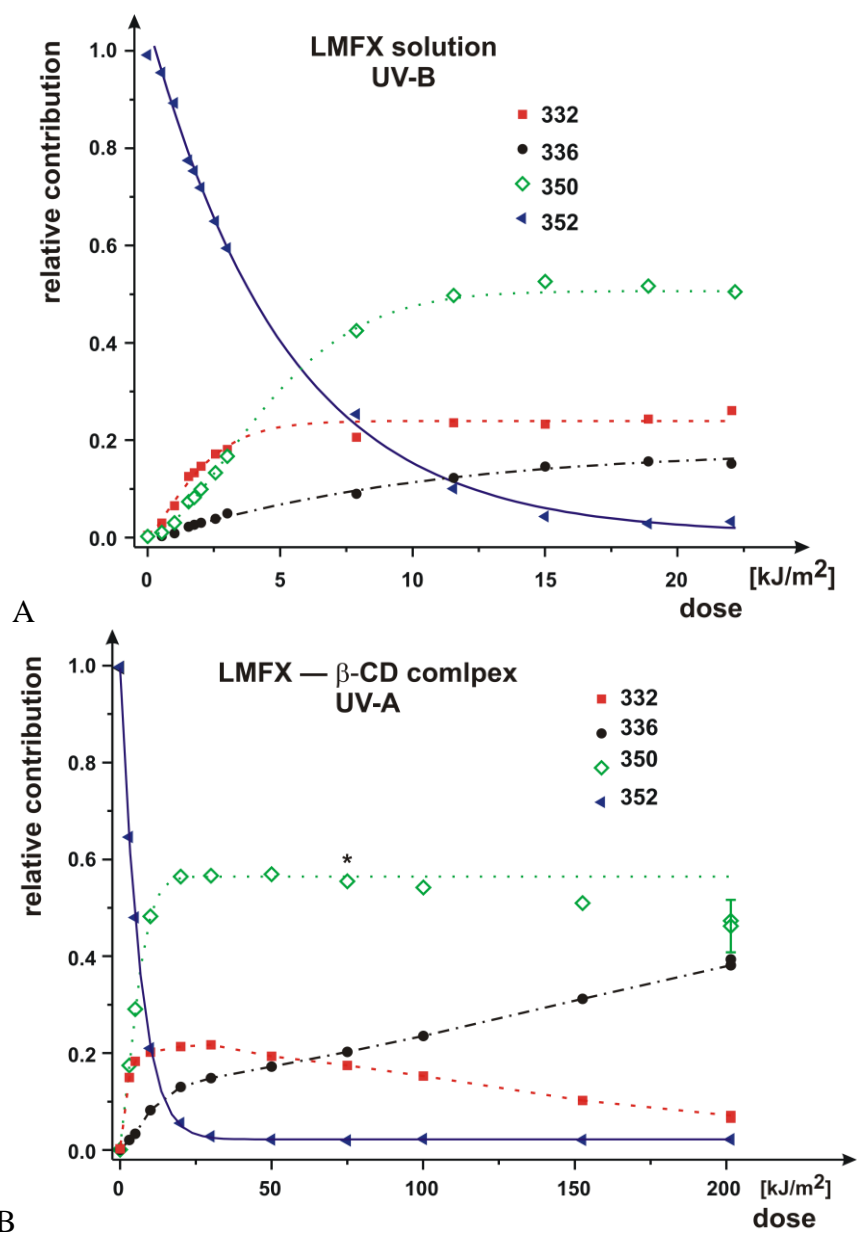 LMFX solution
UV-B
332
336
350
352
relative contribution
1.0
0.8
0.6
0.4
0.2
0.0
0 5 10 15 20 [kJ/m2]
dose
A
LMFX — β-CD comlpex
UV-A
332
336
350
352
relative contribution
1.0
0.8
0.6
0.4
0.2
0.0
*
0 50 100 150 200 [kJ/m2]
dose
B